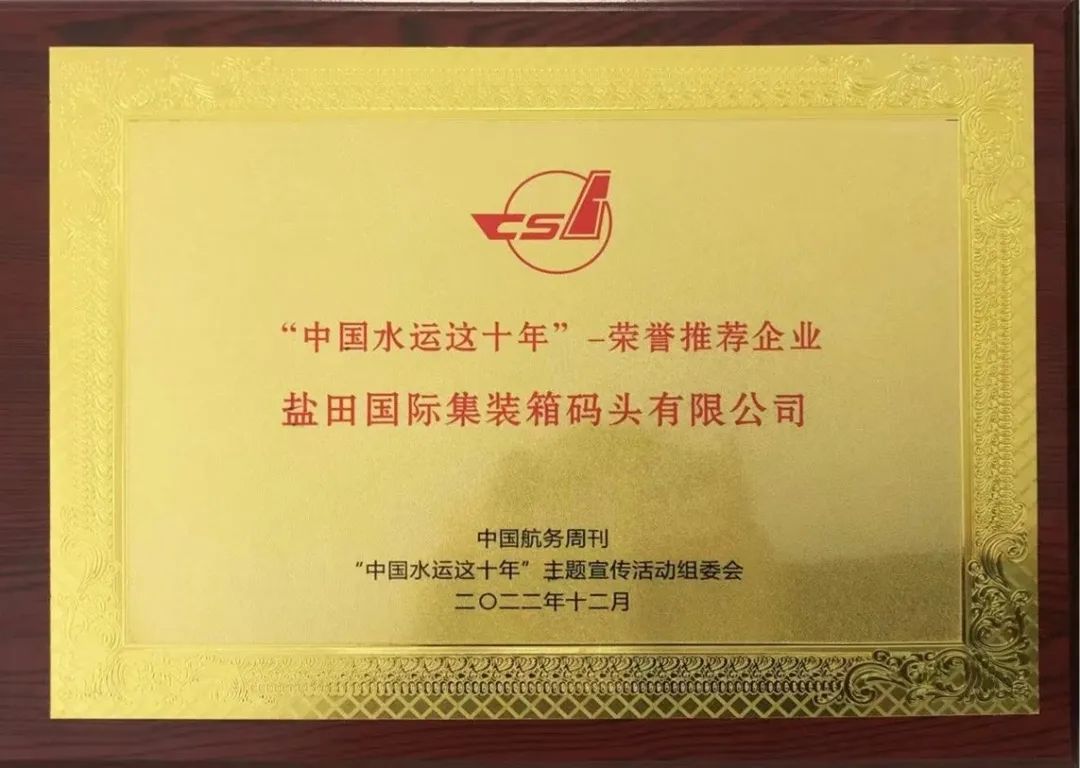 CSG
“中国水运这十年”-荣誉推荐企业
盐田国际集装箱码头有限公司
中国航务周刊
“中国水运这十年”主题宣传活动组委会
二〇二二年十二月